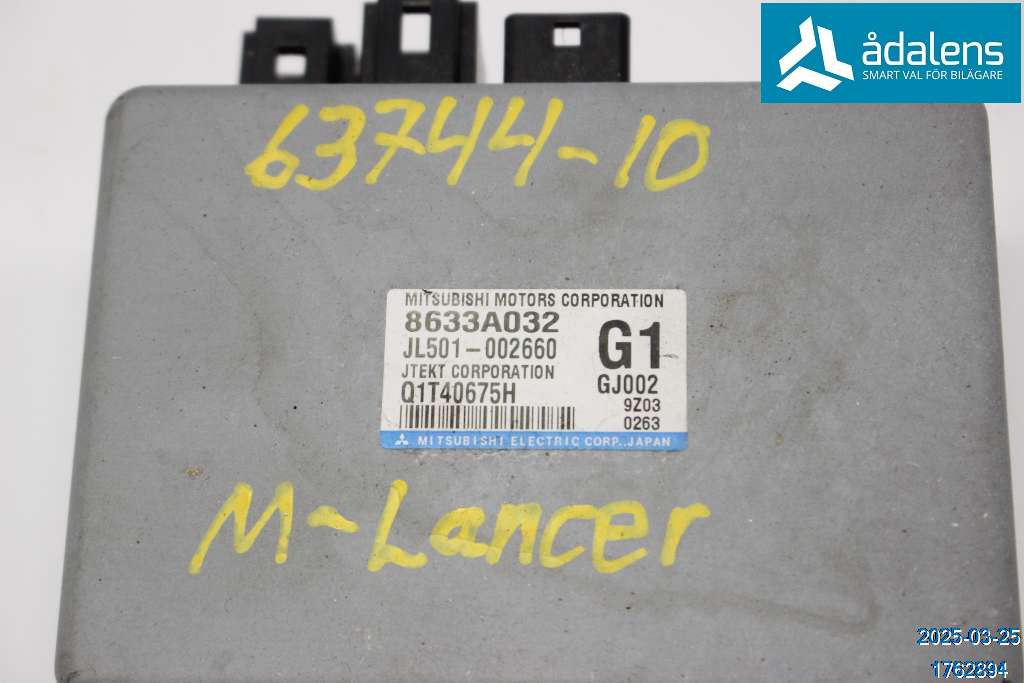 ådalens
SMART VAL FÖR BILÄGARE
63744-10
MITSUBISHI MOTORS CORPORATION
8633A032
G1
JL501-002660
JTEKT CORPORATION
GJ002
Q1T40675H
9Z03
0263
MITSUBISHI ELECTRIC CORP., JAPAN
M-Lancer
2025-03-25
1762894